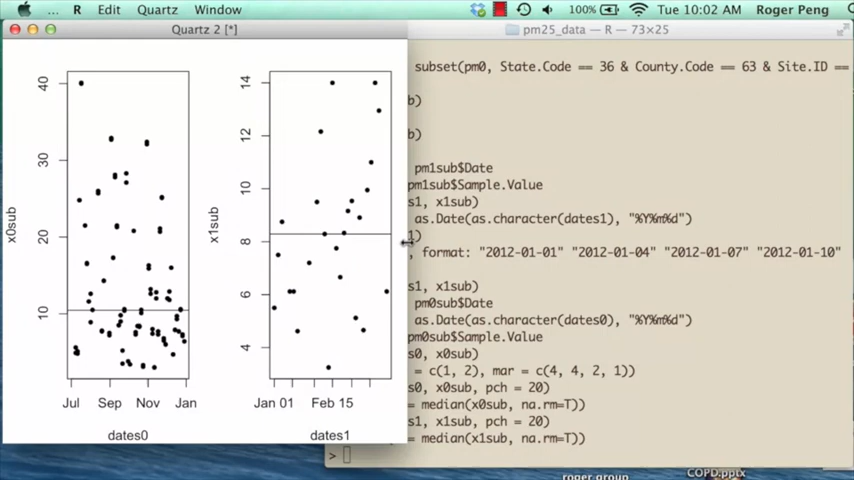 R Edit Quartz Window 100% Tue 10:02 AM Roger Peng
Quartz 2 [*]
pm25_data — R — 73×25
40
30
20
10
x0sub
Jul Sep Nov Jan
dates0
14
12
10
8
6
4
x1sub
Jan 01 Feb 15
dates1
subset(pm0, State.Code == 36 & County.Code == 63 & Site.ID ==
b)
b)
pm1sub$Date
pm1sub$Sample.Value
s1, x1sub)
as.Date(as.character(dates1), "%Y%m%d")
1)
, format: "2012-01-01" "2012-01-04" "2012-01-07" "2012-01-10"
s1, x1sub)
pm0sub$Date
as.Date(as.character(dates0), "%Y%m%d")
pm0sub$Sample.Value
s0, x0sub)
= c(1, 2), mar = c(4, 4, 2, 1))
s0, x0sub, pch = 20)
= median(x0sub, na.rm=T))
s1, x1sub, pch = 20)
= median(x1sub, na.rm=T))
>
roger group
COPD.pptx